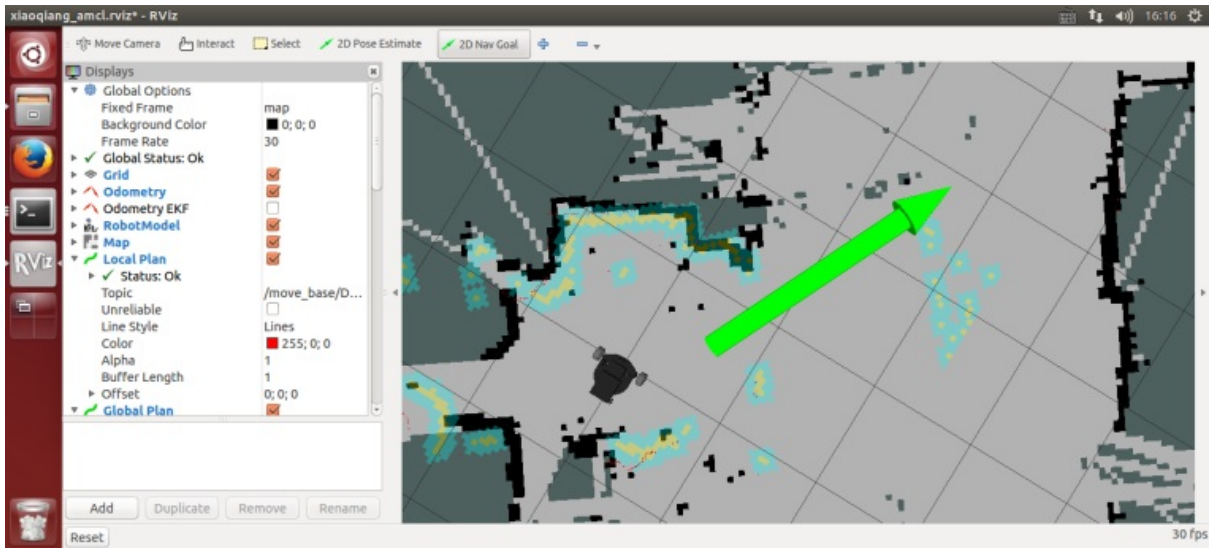 xiaoqiang_amcl.rviz* - RViz
16:16
Move Camera Interact Select 2D Pose Estimate 2D Nav Goal
Displays
Global Options
Fixed Frame map
Background Color 0; 0; 0
Frame Rate 30
Global Status: Ok
Grid
Odometry
Odometry EKF
RobotModel
Map
Local Plan
Status: Ok
Topic /move_base/D...
Unreliable
Line Style Lines
Color 255; 0; 0
Alpha 1
Buffer Length 1
Offset 0; 0; 0
Global Plan
RViz
Add Duplicate Remove Rename
Reset
30 fps